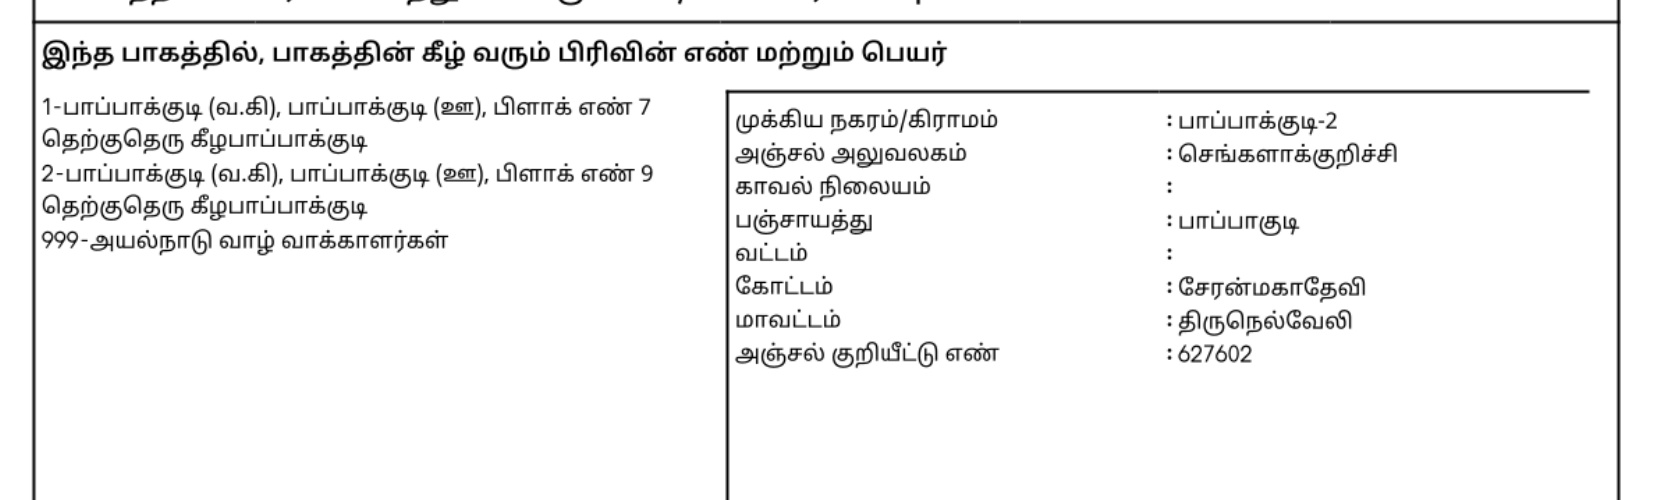 இந்த பாகத்தில், பாகத்தின் கீழ் வரும் பிரிவின் எண் மற்றும் பெயர்
1-பாப்பாக்குடி (வ.கி), பாப்பாக்குடி (ஊ), பிளாக் எண் 7
தெற்குதெரு கீழபாப்பாக்குடி
2-பாப்பாக்குடி (வ.கி), பாப்பாக்குடி (ஊ), பிளாக் எண் 9
தெற்குதெரு கீழபாப்பாக்குடி
999-அயல்நாடு வாழ் வாக்காளர்கள்
முக்கிய நகரம்/கிராமம் : பாப்பாக்குடி-2
அஞ்சல் அலுவலகம் : செங்களாக்குறிச்சி
காவல் நிலையம் :
பஞ்சாயத்து : பாப்பாகுடி
வட்டம் :
கோட்டம் : சேரன்மகாதேவி
மாவட்டம் : திருநெல்வேலி
அஞ்சல் குறியீட்டு எண் : 627602